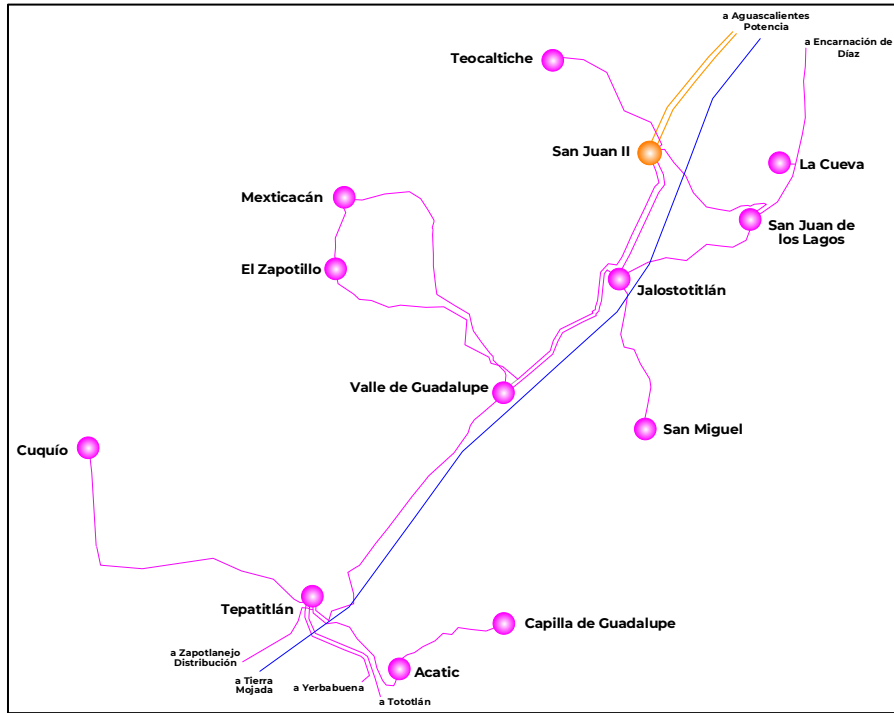 a Aguascalientes
Potencia
a Encarnación de
Díaz
Teocaltiche
San Juan II
La Cueva
Mexticacán
San Juan de
los Lagos
El Zapotillo
Jalostotitlán
Valle de Guadalupe
San Miguel
Cuquío
Tepatitlán
Capilla de Guadalupe
a Zapotlanejo
Distribución
Acatic
a Tierra
Mojada
a Yerbabuena
a Tototlán